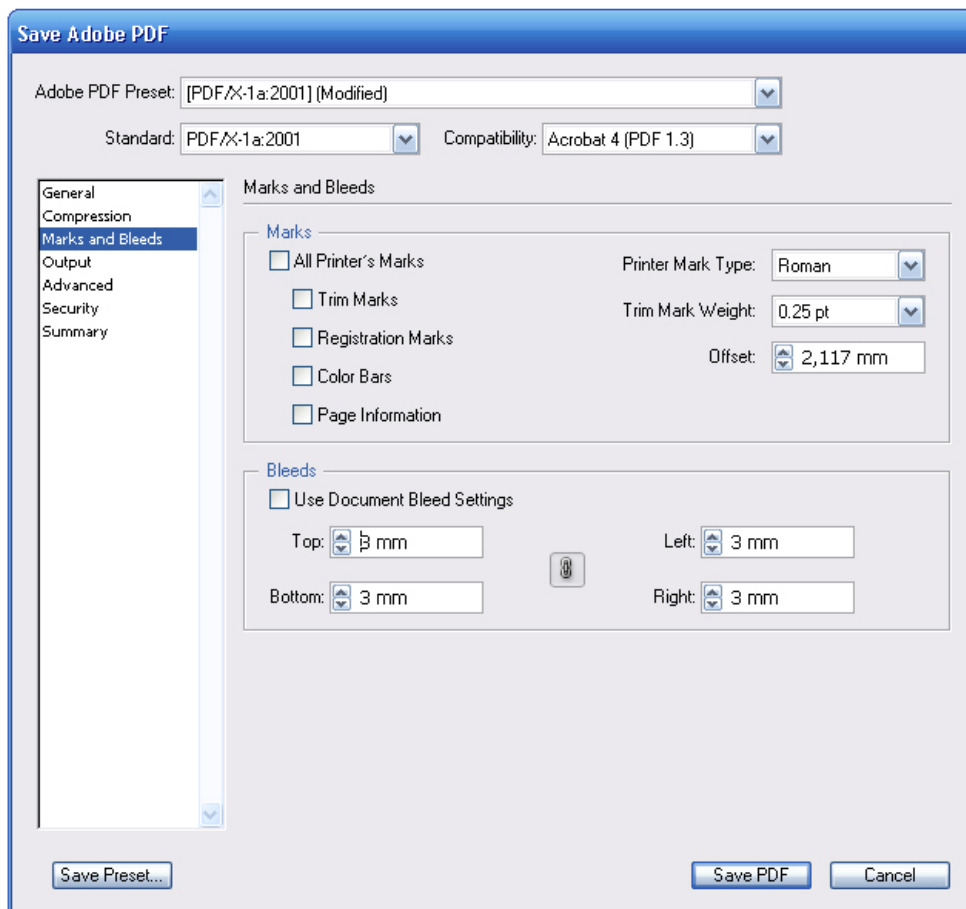 Save Adobe PDF
Adobe PDF Preset: [PDF/X-1a:2001] (Modified)
Standard: PDF/X-1a:2001 Compatibility: Acrobat 4 (PDF 1.3)
General
Compression
Marks and Bleeds
Output
Advanced
Security
Summary
Marks and Bleeds
Marks
All Printer's Marks
Trim Marks
Registration Marks
Color Bars
Page Information
Printer Mark Type: Roman
Trim Mark Weight: 0.25 pt
Offset: 2,117 mm
Bleeds
Use Document Bleed Settings
Top: 3 mm Left: 3 mm
Bottom: 3 mm Right: 3 mm
Save Preset... Save PDF Cancel